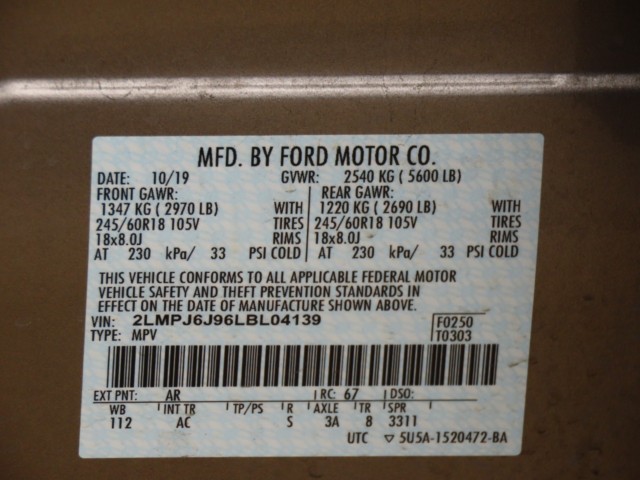 MFD. BY FORD MOTOR CO.
DATE: 10/19 GVWR: 2540 KG ( 5600 LB)
FRONT GAWR: REAR GAWR:
1347 KG ( 2970 LB) WITH 1220 KG ( 2690 LB) WITH
245/60R18 105V TIRES 245/60R18 105V TIRES
18x8.0J RIMS 18x8.0J RIMS
AT 230 kPa/ 33 PSI COLD AT 230 kPa/ 33 PSI COLD
THIS VEHICLE CONFORMS TO ALL APPLICABLE FEDERAL MOTOR
VEHICLE SAFETY AND THEFT PREVENTION STANDARDS IN
EFFECT ON THE DATE OF MANUFACTURE SHOWN ABOVE.
VIN: 2LMPJ6J96LBL04139 F0250
TYPE: MPV T0303
EXT PNT: AR RC: 67 DSO:
WB INT TR TP/PS R AXLE TR SPR
112 AC S 3A 8 3311
UTC ▽ 5U5A-1520472-BA